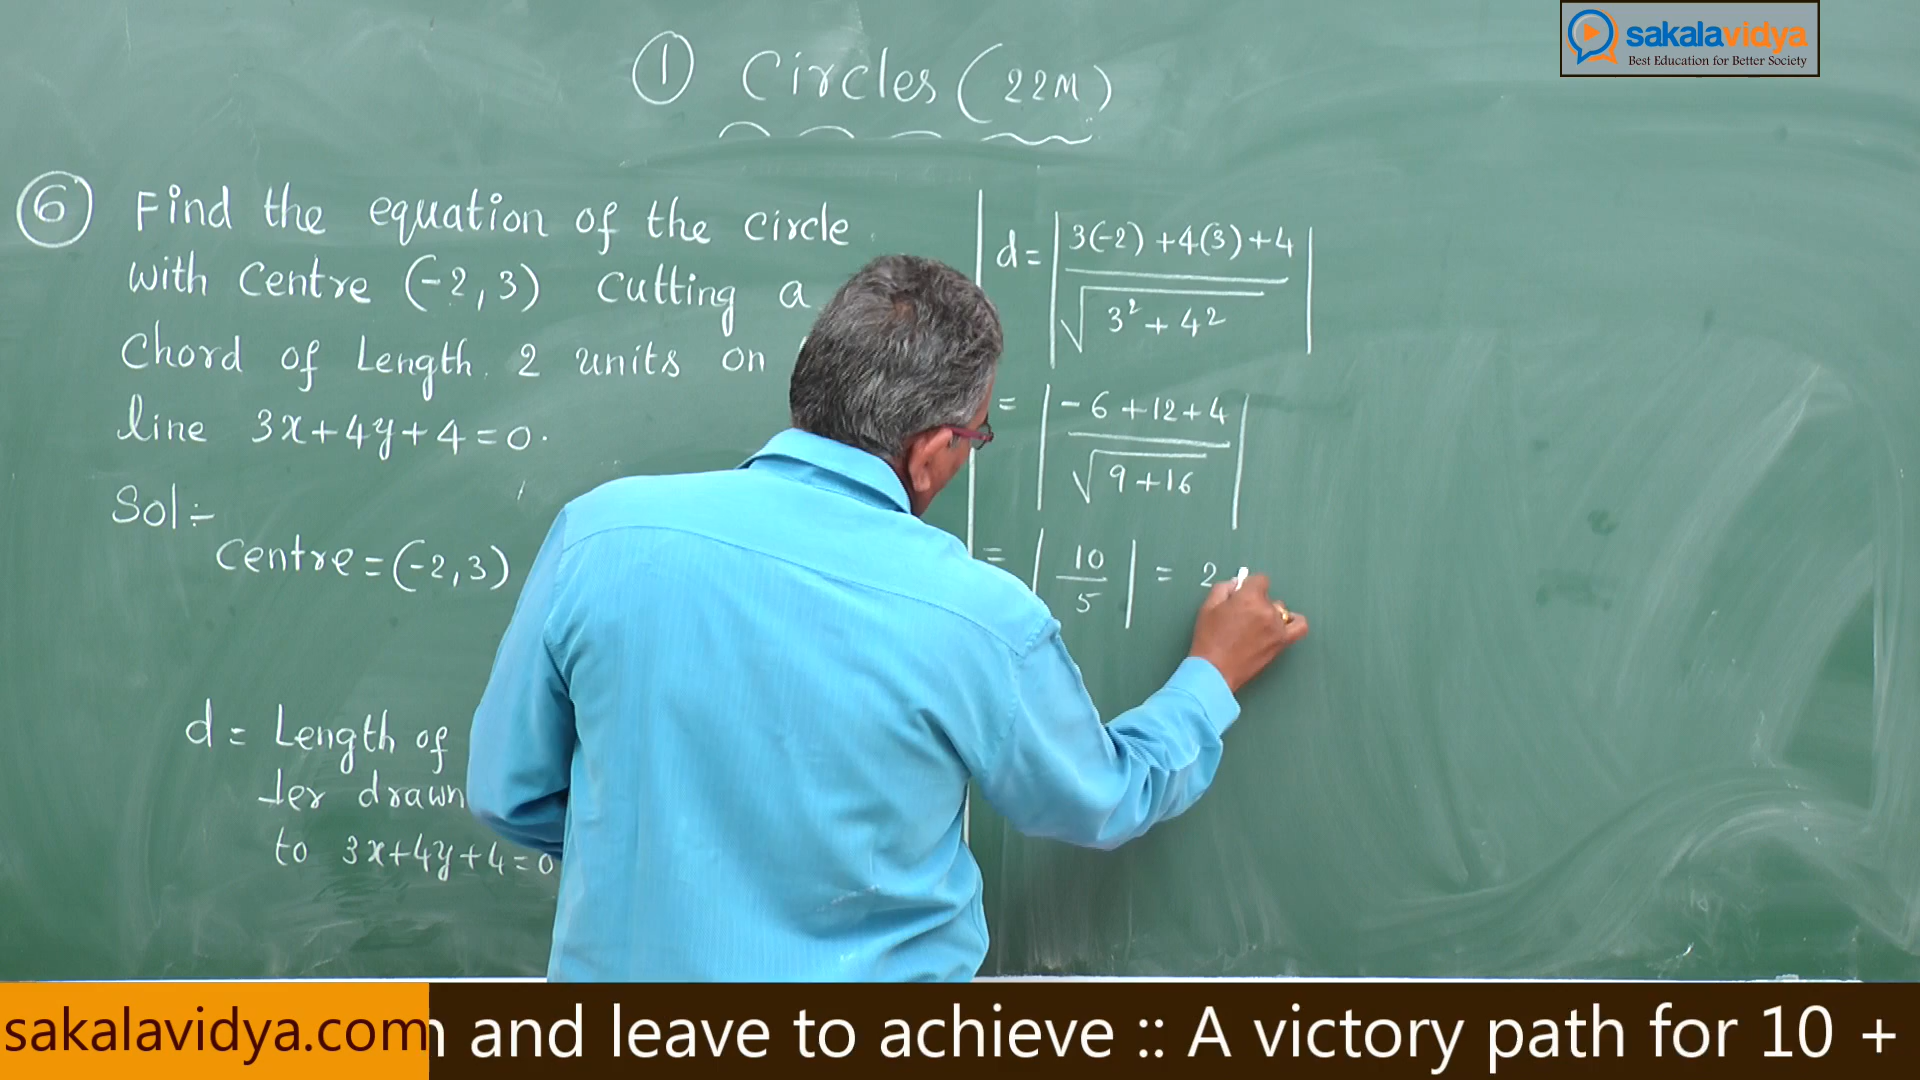 sakalavidya
Best Education for Better Society
① Circles (22M)
⑥ Find the equation of the circle
with centre (-2,3) cutting a
chord of Length 2 units on
line 3x+4y+4=0.
Sol:-
centre=(-2,3)
d = Length of
drawn
to 3x+4y+4=0
d = |3(-2)+4(3)+4
√3²+4²|
= |-6+12+4
√9+16|
= |10
5| = 2
sakalavidya.com and leave to achieve :: A victory path for 10 +